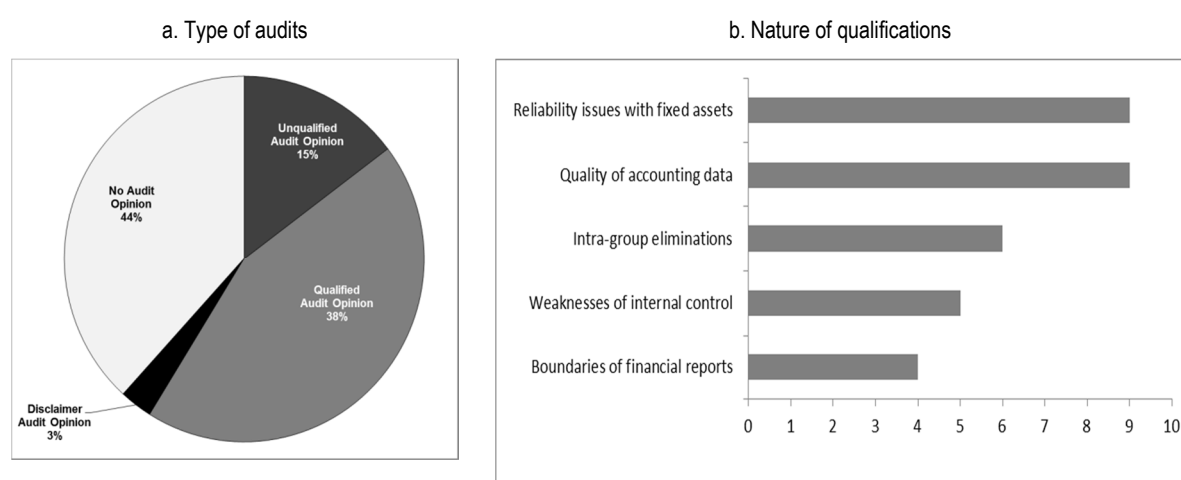 a. Type of audits
Unqualified
Audit Opinion
15%
Qualified
Audit Opinion
38%
Disclaimer
Audit Opinion
3%
No Audit
Opinion
44%
b. Nature of qualifications
Reliability issues with fixed assets
Quality of accounting data
Intra-group eliminations
Weaknesses of internal control
Boundaries of financial reports
0 1 2 3 4 5 6 7 8 9 10